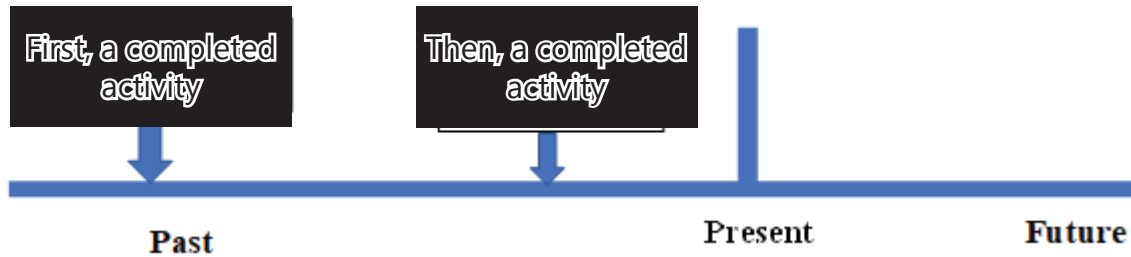 First, a completed
activity
Then, a completed
activity
Past
Present
Future